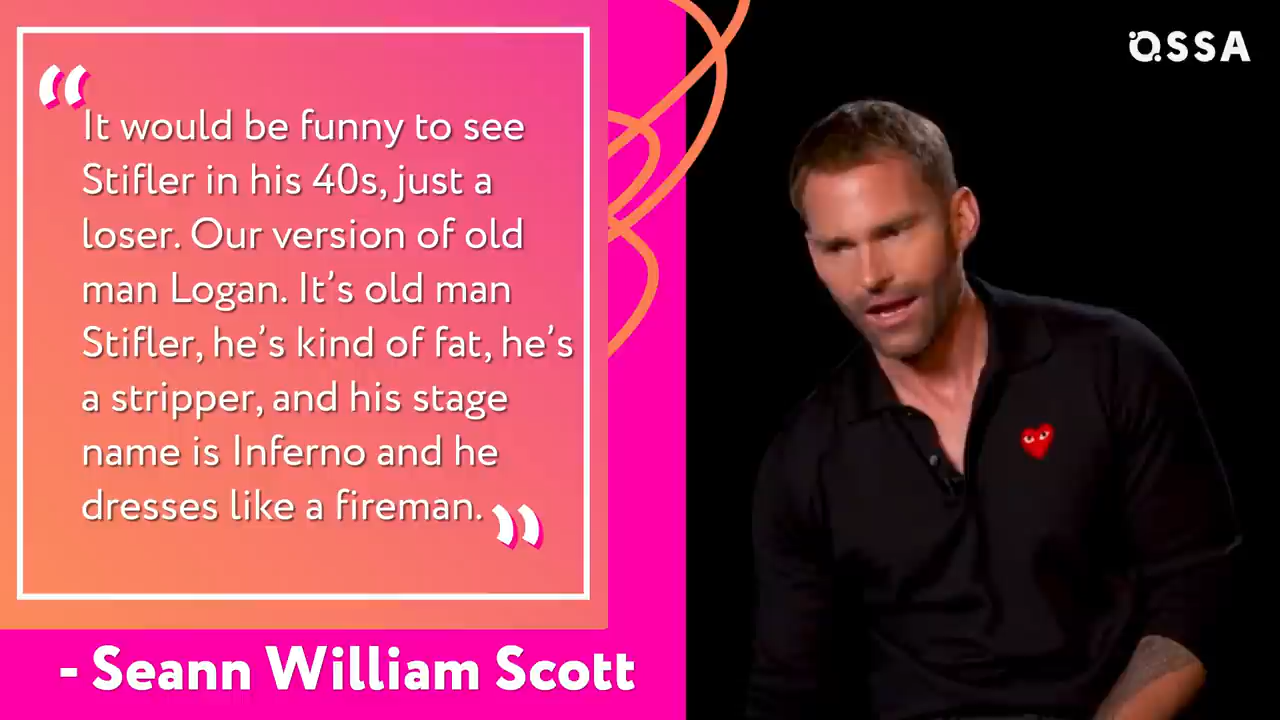 OSSA
“
It would be funny to see
Stifler in his 40s, just a
loser. Our version of old
man Logan. It’s old man
Stifler, he’s kind of fat, he’s
a stripper, and his stage
name is Inferno and he
dresses like a fireman.”
- Seann William Scott